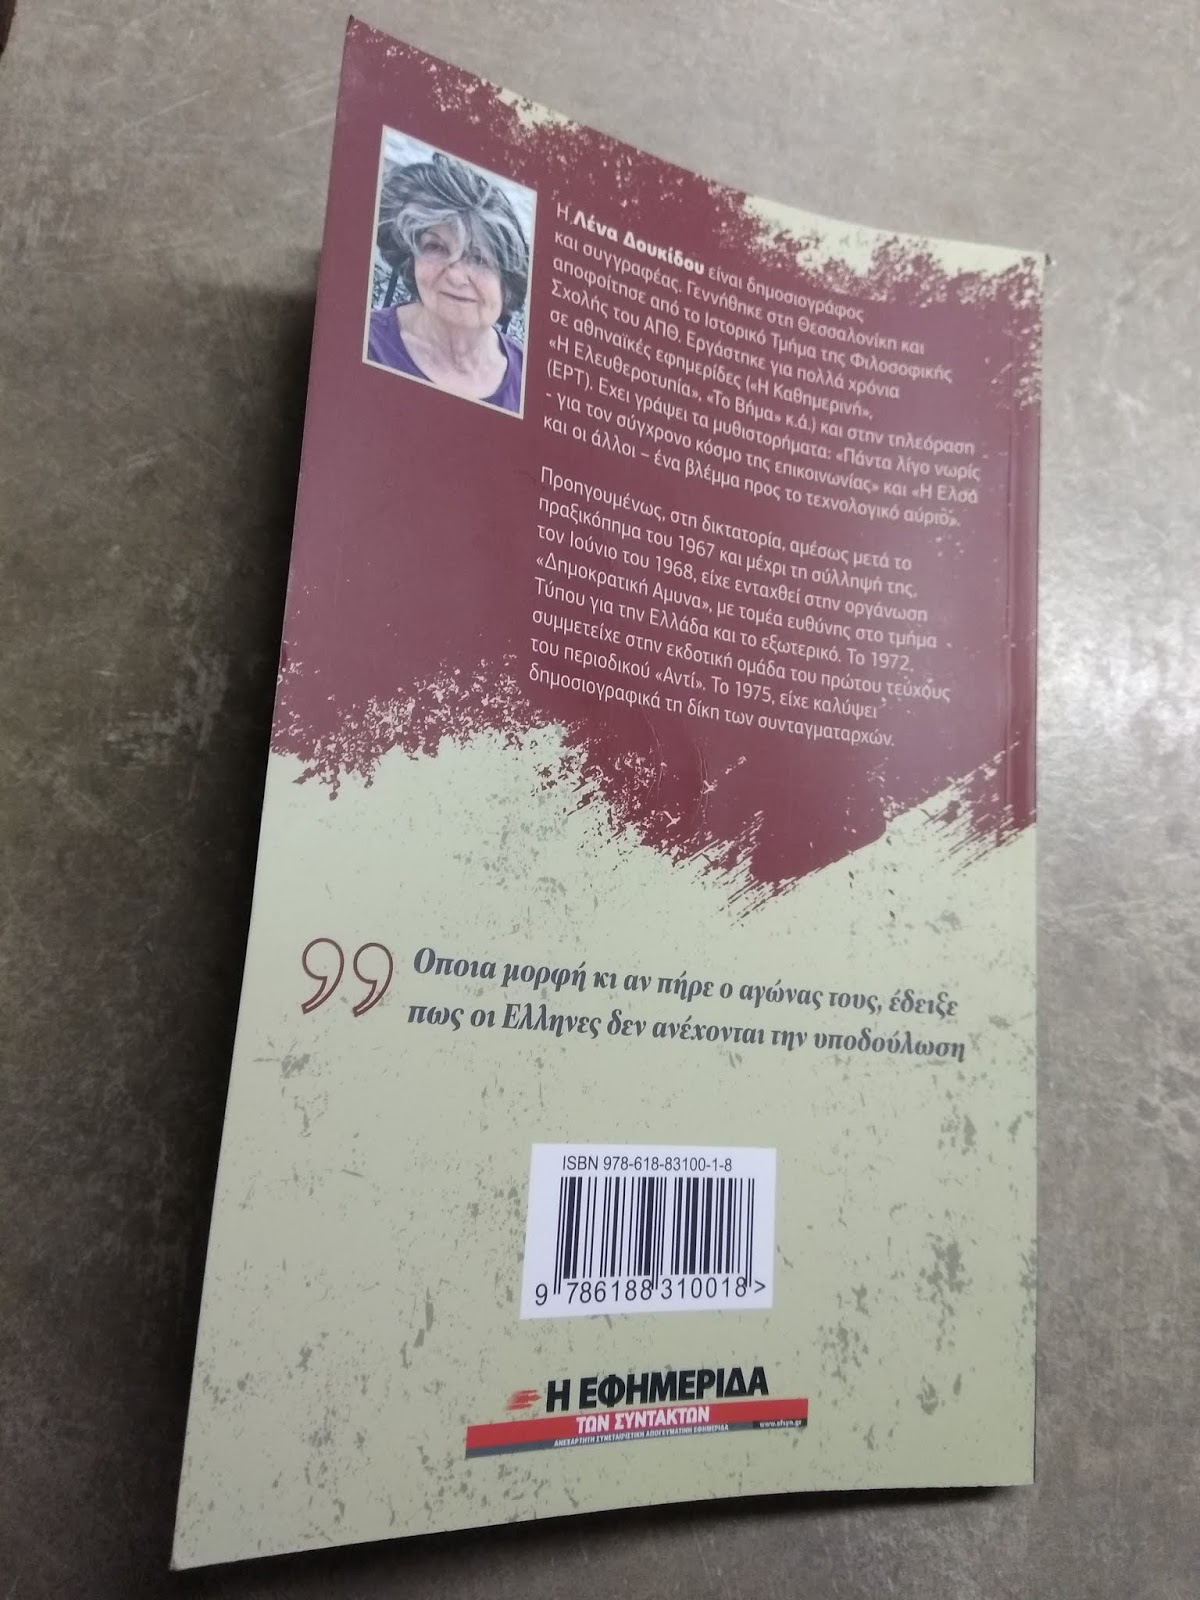 Η Λένα Δουκίδου είναι δημοσιογράφος
και συγγραφέας. Γεννήθηκε στη Θεσσαλονίκη και
αποφοίτησε από το Ιστορικό Τμήμα της Φιλοσοφικής
Σχολής του ΑΠΘ. Εργάστηκε για πολλά χρόνια
σε αθηναϊκές εφημερίδες («Η Καθημερινή»,
«Η Ελευθεροτυπία», «Το Βήμα» κ.ά.) και στην τηλεόραση
(ΕΡΤ). Εχει γράψει τα μυθιστορήματα: «Πάντα λίγο νωρίς
- για τον σύγχρονο κόσμο της επικοινωνίας» και «Η Ελσά
και οι άλλοι – ένα βλέμμα προς το τεχνολογικό αύριο».
Προηγουμένως, στη δικτατορία, αμέσως μετά το
πραξικόπημα του 1967 και μέχρι τη σύλληψή της,
τον Ιούνιο του 1968, είχε ενταχθεί στην οργάνωση
«Δημοκρατική Αμυνα», με τομέα ευθύνης στο τμήμα
Τύπου για την Ελλάδα και το εξωτερικό. Το 1972,
συμμετείχε στην εκδοτική ομάδα του πρώτου τεύχους
του περιοδικού «Αντί». Το 1975, είχε καλύψει
δημοσιογραφικά τη δίκη των συνταγματαρχών.
Οποια μορφή κι αν πήρε ο αγώνας τους, έδειξε
πως οι Ελληνες δεν ανέχονται την υποδούλωση
ISBN 978-618-83100-1-8
9 786188 310018 >
Η ΕΦΗΜΕΡΙΔΑ
ΤΩΝ ΣΥΝΤΑΚΤΩΝ
www.efsyn.gr
ΑΝΕΞΑΡΤΗΤΗ ΣΥΝΕΤΑΙΡΙΣΤΙΚΗ ΑΠΟΓΕΥΜΑΤΙΝΗ ΕΦΗΜΕΡΙΔΑ